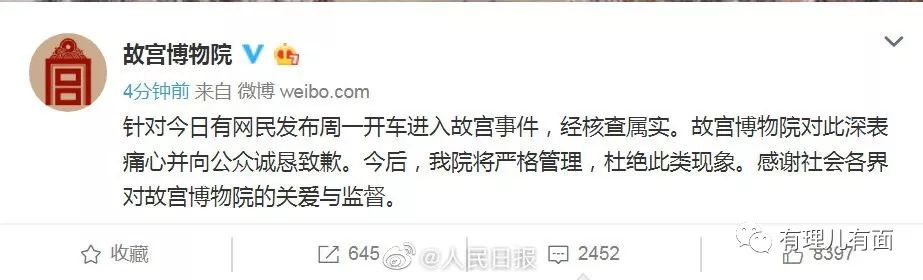 故宫博物院
4分钟前 来自 微博 weibo.com
针对今日有网民发布周一开车进入故宫事件，经核查属实。故宫博物院对此深表
痛心并向公众诚恳致歉。今后，我院将严格管理，杜绝此类现象。感谢社会各界
对故宫博物院的关爱与监督。
收藏 645 2452 8397
@人民日报
有理儿有面